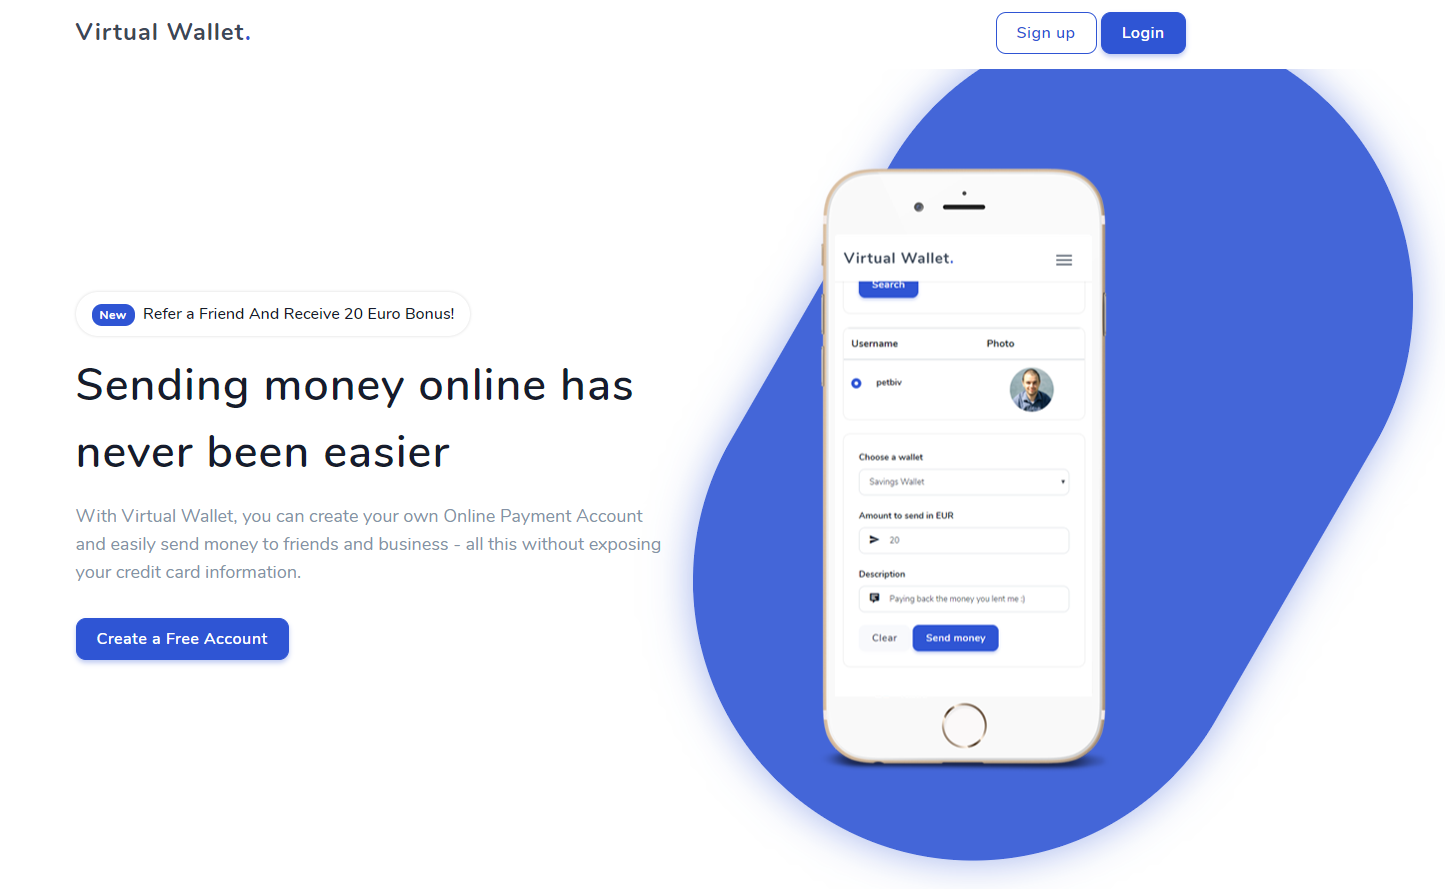 Virtual Wallet.
Sign up
Login
New Refer a Friend And Receive 20 Euro Bonus!
Sending money online has
never been easier
With Virtual Wallet, you can create your own Online Payment Account
and easily send money to friends and business - all this without exposing
your credit card information.
Create a Free Account
Virtual Wallet.
Search
Username Photo
petbiv
Choose a wallet
Savings Wallet
Amount to send in EUR
20
Description
Paying back the money you lent me :)
Clear Send money